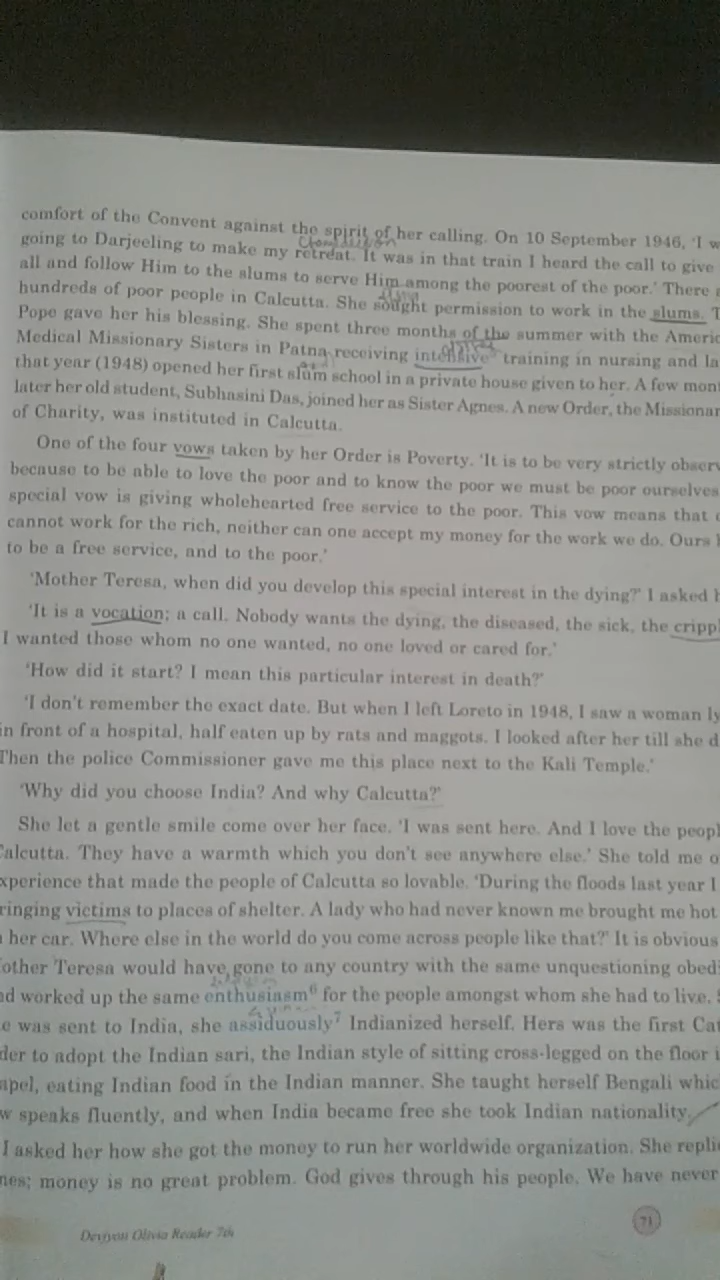 comfort of the Convent against the spirit of her calling. On 10 September 1946, 'I w
going to Darjeeling to make my retreat. It was in that train I heard the call to give
all and follow Him to the slums to serve Him among the poorest of the poor.' There a
hundreds of poor people in Calcutta. She sought permission to work in the slums. T
Pope gave her his blessing. She spent three months of the summer with the Americ
Medical Missionary Sisters in Patna receiving intensive training in nursing and la
that year (1948) opened her first slum school in a private house given to her. A few mon
later her old student, Subhasini Das, joined her as Sister Agnes. A new Order, the Missionar
of Charity, was instituted in Calcutta.
One of the four vows taken by her Order is Poverty. 'It is to be very strictly observ
because to be able to love the poor and to know the poor we must be poor ourselves
special vow is giving wholehearted free service to the poor. This vow means that
cannot work for the rich, neither can one accept my money for the work we do. Ours
to be a free service, and to the poor.'
'Mother Teresa, when did you develop this special interest in the dying?' I asked h
'It is a vocation; a call. Nobody wants the dying, the diseased, the sick, the crippl
I wanted those whom no one wanted, no one loved or cared for.'
'How did it start? I mean this particular interest in death?'
'I don't remember the exact date. But when I left Loreto in 1948, I saw a woman ly
in front of a hospital, half eaten up by rats and maggots. I looked after her till she d
Then the police Commissioner gave me this place next to the Kali Temple.'
'Why did you choose India? And why Calcutta?'
She let a gentle smile come over her face. 'I was sent here. And I love the peopl
Calcutta. They have a warmth which you don't see anywhere else.' She told me o
xperience that made the people of Calcutta so lovable. 'During the floods last year I
ringing victims to places of shelter. A lady who had never known me brought me hot
her car. Where else in the world do you come across people like that?' It is obvious
other Teresa would have gone to any country with the same unquestioning obedi
nd worked up the same enthusiasm⁶ for the people amongst whom she had to live.
e was sent to India, she assiduously⁷ Indianized herself. Hers was the first Cat
der to adopt the Indian sari, the Indian style of sitting cross-legged on the floor i
apel, eating Indian food in the Indian manner. She taught herself Bengali whic
w speaks fluently, and when India became free she took Indian nationality.
I asked her how she got the money to run her worldwide organization. She replie
nes; money is no great problem. God gives through his people. We have never
71
Olivia Reader 7th